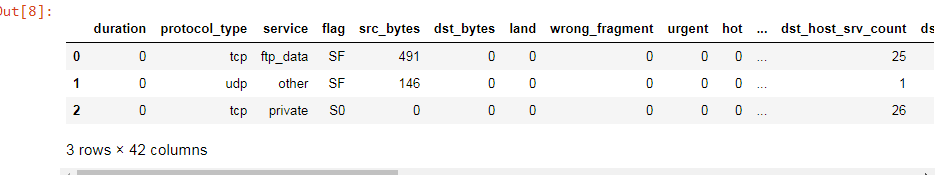 Out[8]:
duration protocol_type service flag src_bytes dst_bytes land wrong_fragment urgent hot ... dst_host_srv_count
0 0 tcp ftp_data SF 491 0 0 0 0 0 ... 25
1 0 udp other SF 146 0 0 0 0 0 ... 1
2 0 tcp private S0 0 0 0 0 0 0 ... 26
3 rows × 42 columns